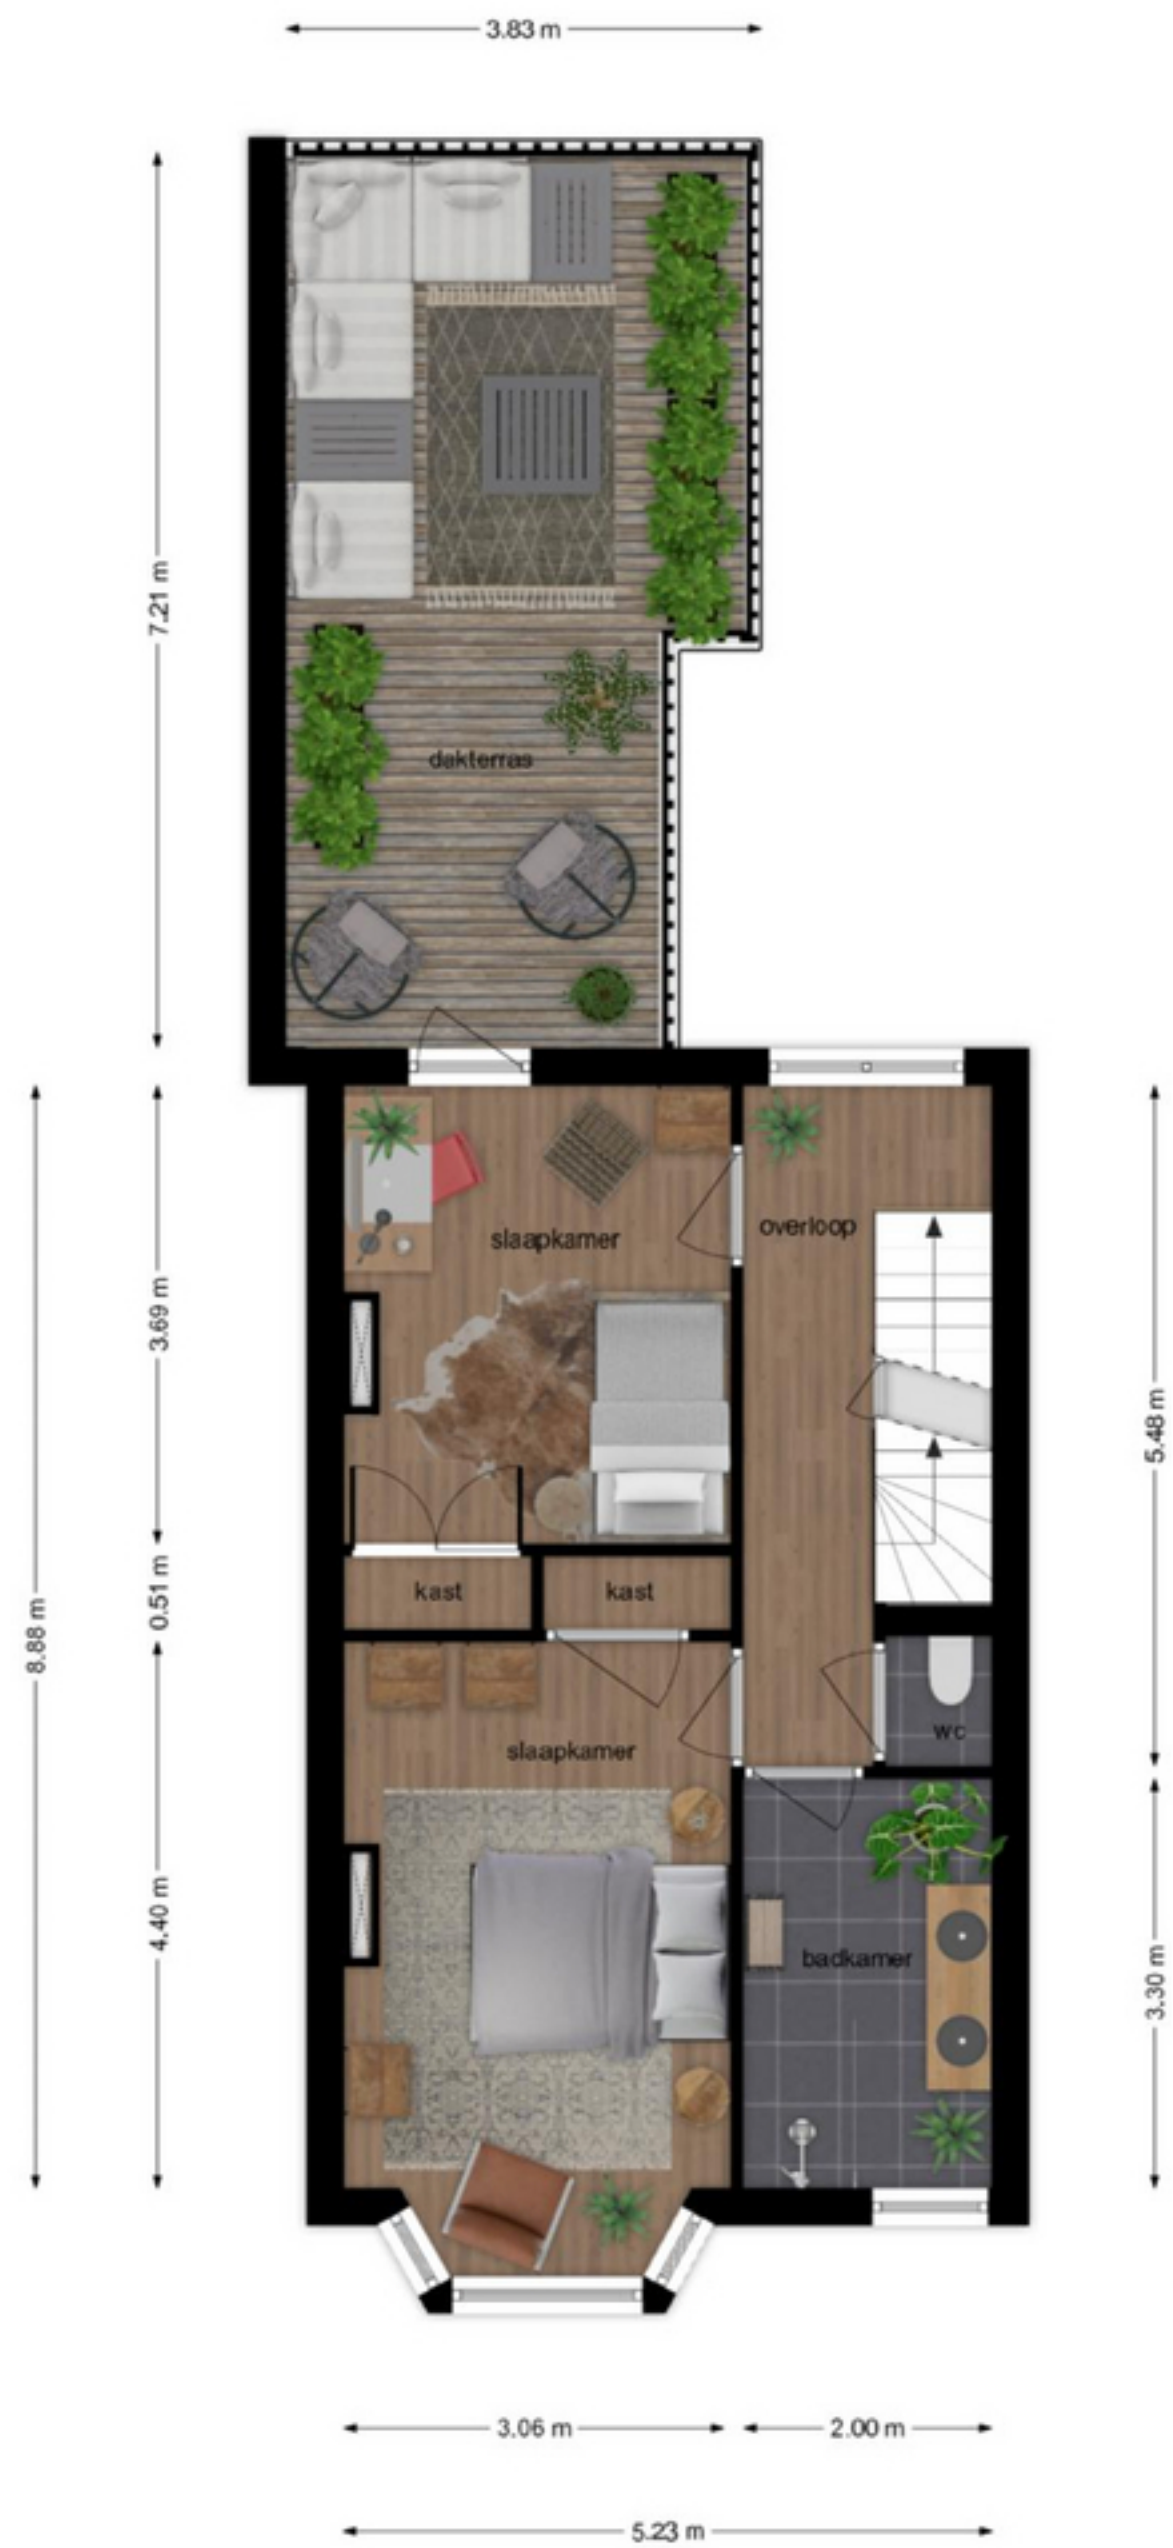 3.83 m
7.21 m
dakterras
slaapkamer
overloop
3.69 m
5.48 m
0.51 m
kast
kast
8.88 m
wc
slaapkamer
4.40 m
badkamer
3.30 m
3.06 m
2.00 m
5.23 m